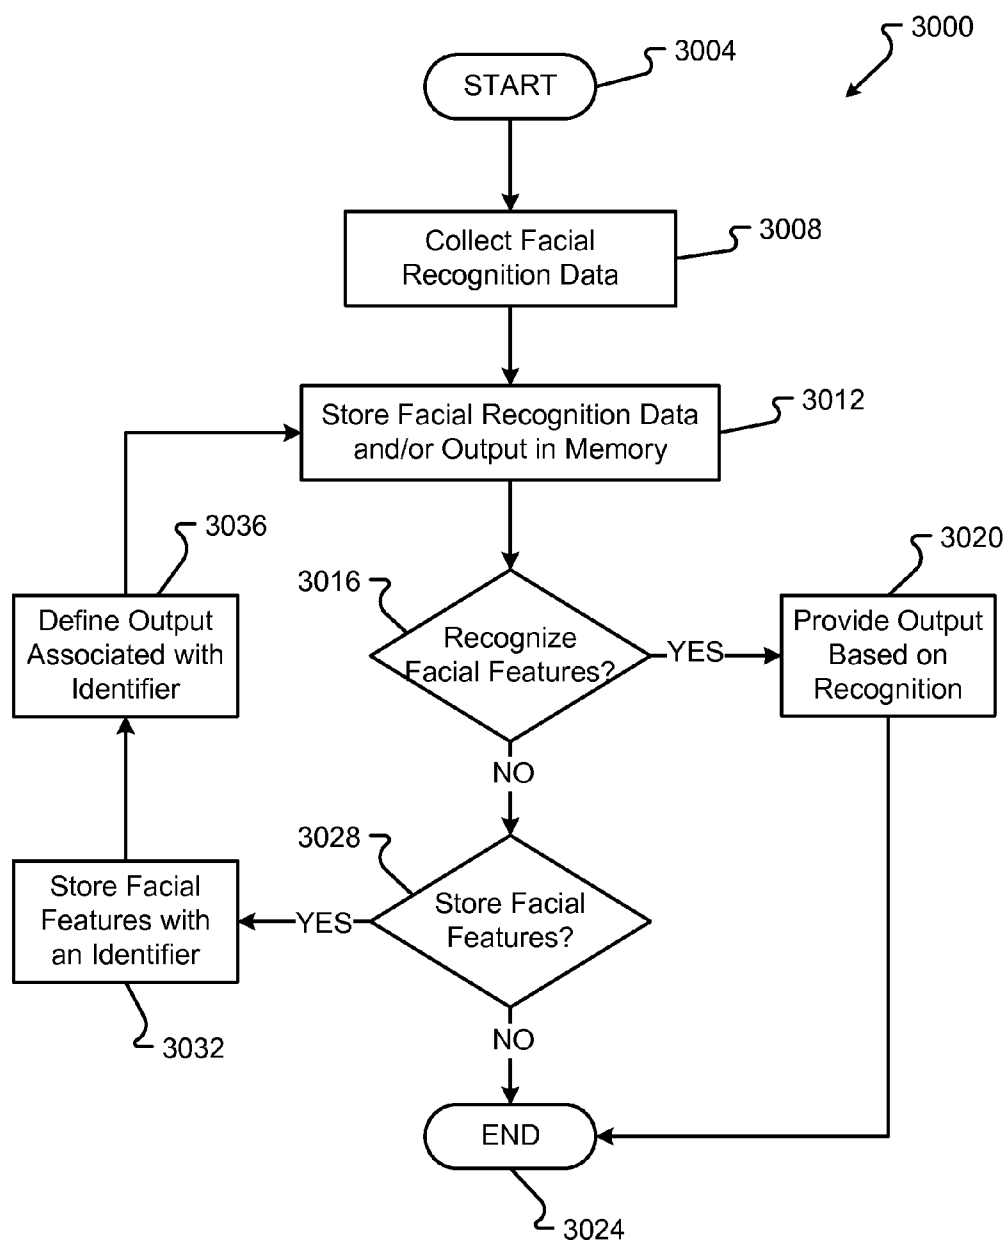 3000
START
3004
Collect Facial
Recognition Data
3008
Store Facial Recognition Data
and/or Output in Memory
3012
3036
Define Output
Associated with
Identifier
3016
Recognize
Facial Features?
YES
3020
Provide Output
Based on
Recognition
NO
3028
Store Facial
Features?
YES
Store Facial
Features with
an Identifier
3032
NO
END
3024